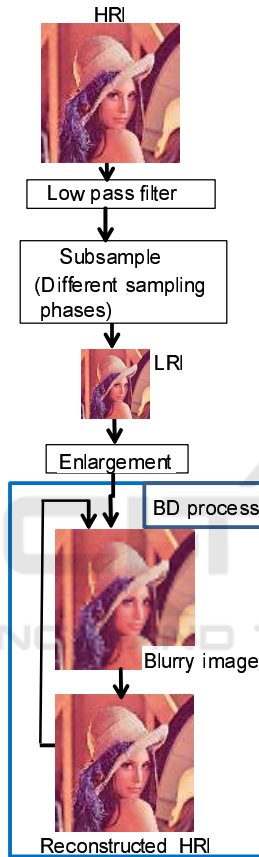 HRI
Low pass filter
Subsample
(Different sampling
phases)
LRI
Enlargement
BD process
Blurry image
Reconstructed HRI